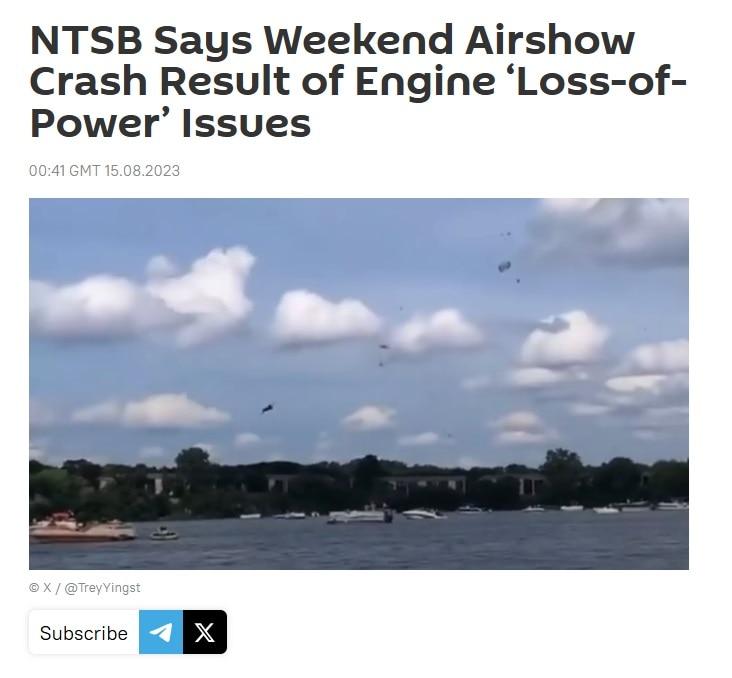 NTSB Says Weekend Airshow
Crash Result of Engine ‘Loss-of-
Power’ Issues
00:41 GMT 15.08.2023
© X / @TreyYingst
Subscribe